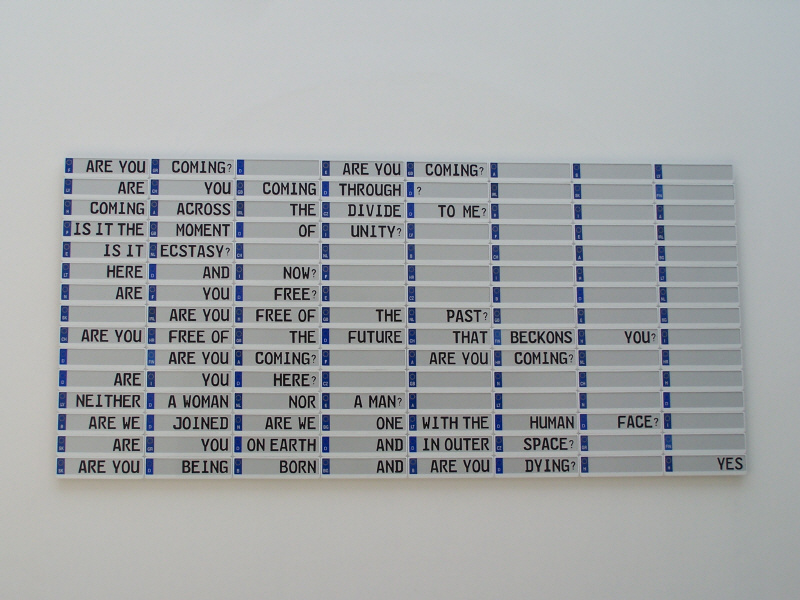 ARE YOU COMING? ARE YOU COMING?
ARE YOU COMING THROUGH ?
COMING ACROSS THE DIVIDE TO ME?
IS IT THE MOMENT OF UNITY?
IS IT ECSTASY?
HERE AND NOW?
ARE YOU FREE?
ARE YOU FREE OF THE PAST?
ARE YOU FREE OF THE FUTURE THAT BECKONS YOU?
ARE YOU COMING? ARE YOU COMING?
ARE YOU HERE?
NEITHER A WOMAN NOR A MAN?
ARE WE JOINED ARE WE ONE WITH THE HUMAN FACE?
ARE YOU ON EARTH AND IN OUTER SPACE?
ARE YOU BEING BORN AND ARE YOU DYING? YES